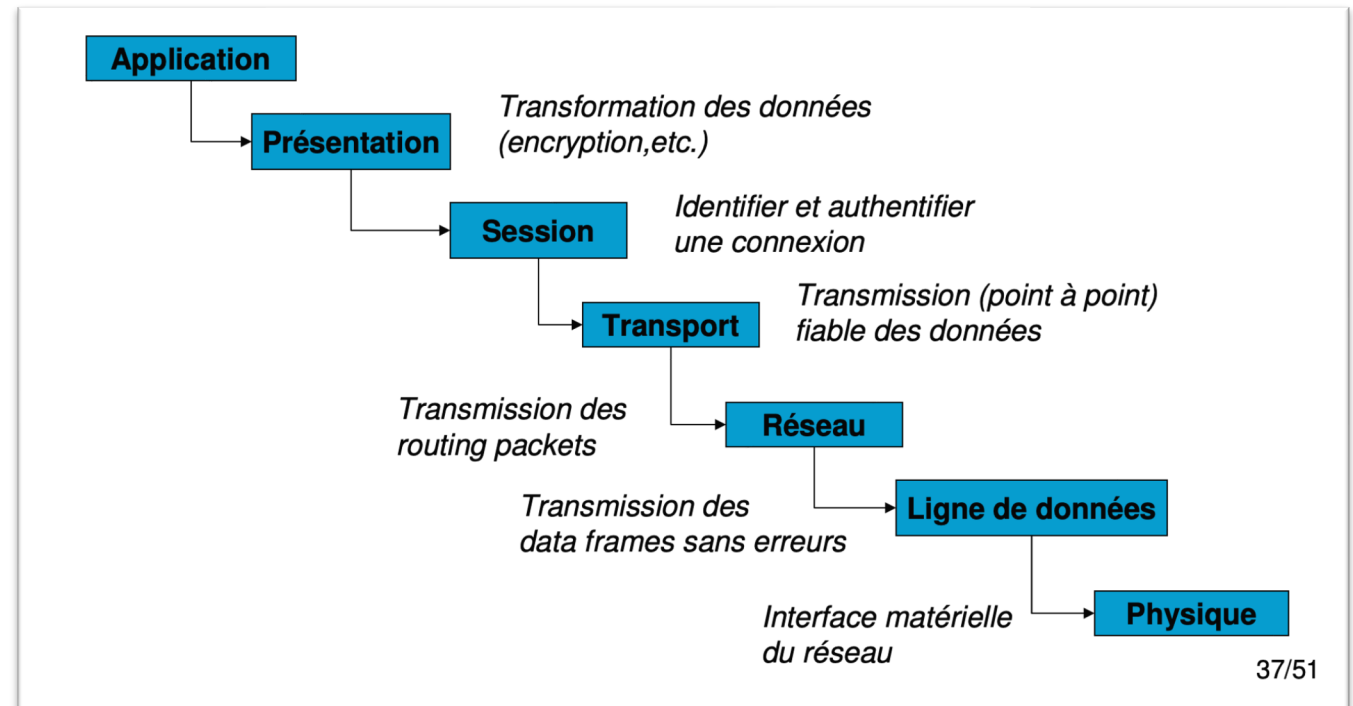 Application
Transformation des données
(encryption,etc.)
Présentation
Identifier et authentifier
une connexion
Session
Transmission (point à point)
fiable des données
Transport
Transmission des
routing packets
Réseau
Transmission des
data frames sans erreurs
Ligne de données
Interface matérielle
du réseau
Physique
37/51